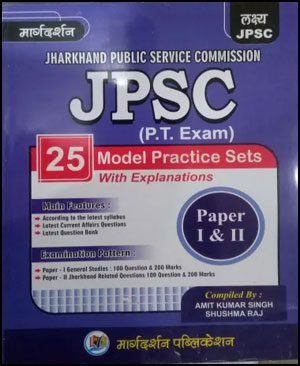 मार्गदर्शन
लक्ष्य
JPSC
JHARKHAND PUBLIC SERVICE COMMISSION
JPSC
(P.T. Exam)
25 Model Practice Sets
With Explanations
Main Features :
According to the latest syllabus
Latest Current Affairs Questions
Latest Question Bank
Paper
I & II
Examination Pattern :
Paper - I General Studies : 100 Question & 200 Marks
Paper - II Jharkhand Related Questions 100 Question & 200 Marks
Compiled By :
AMIT KUMAR SINGH
SHUSHMA RAJ
मार्गदर्शन पब्लिकेशन